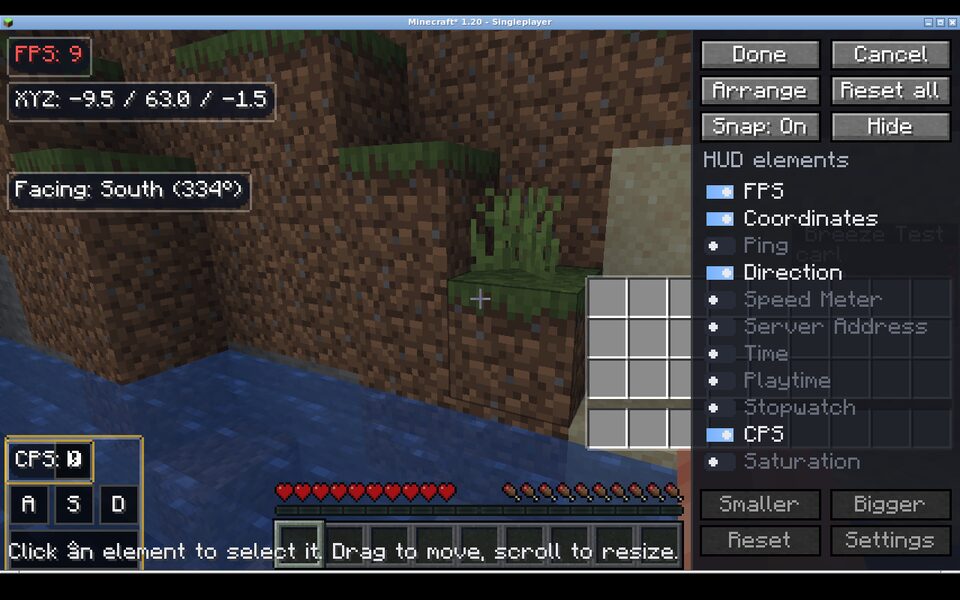 Minecraft* 1.20 - Singleplayer
FPS: 9
XYZ: -9.5 / 63.0 / -1.5
Facing: South (334º)
CPS: 0
A S D
Click an element to select it. Drag to move, scroll to resize.
Done Cancel
Arrange Reset all
Snap: On Hide
HUD elements
FPS
Coordinates
Ping
Direction
Speed Meter
Server Address
Time
Playtime
Stopwatch
CPS
Saturation
Smaller Bigger
Reset Settings